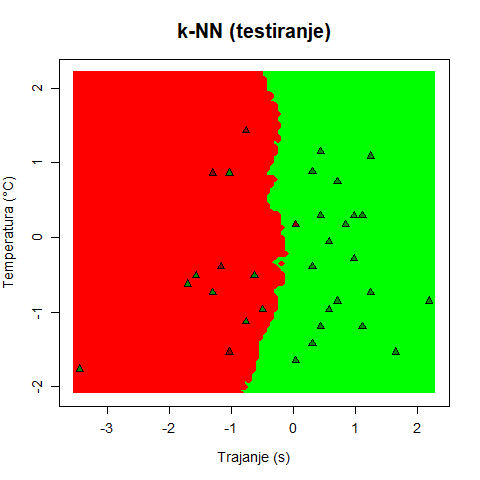 k-NN (testiranje)
Temperatura (°C)
2
1
0
-1
-2
-3 -2 -1 0 1 2
Trajanje (s)